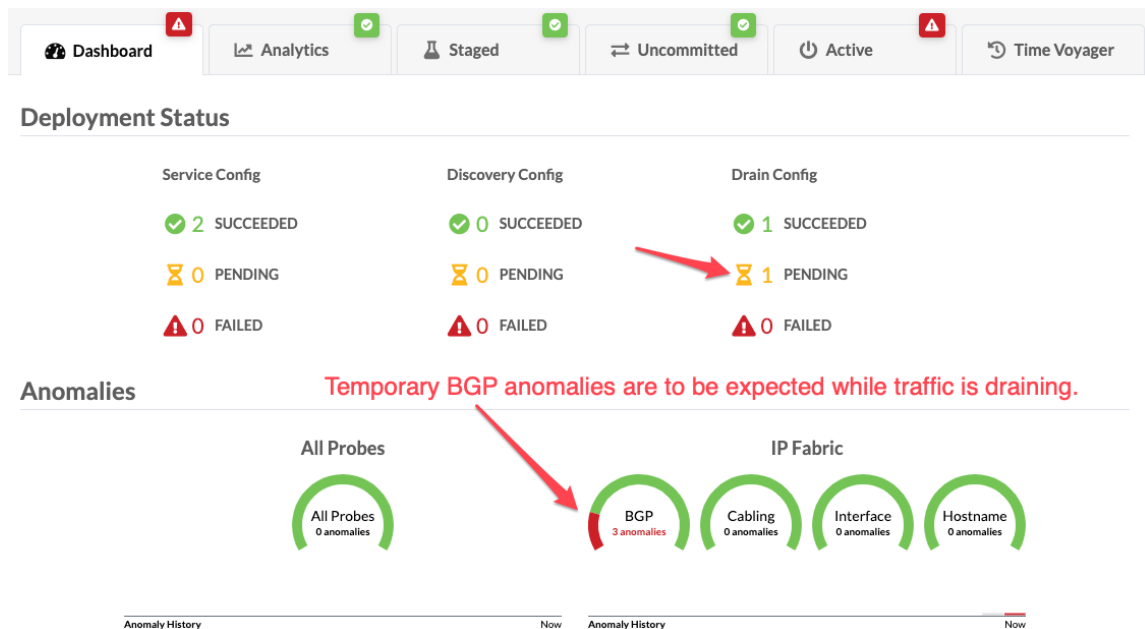 Dashboard Analytics Staged Uncommitted Active Time Voyager
Deployment Status
Service Config Discovery Config Drain Config
2 SUCCEEDED 0 SUCCEEDED 1 SUCCEEDED
0 PENDING 0 PENDING 1 PENDING
0 FAILED 0 FAILED 0 FAILED
Anomalies
Temporary BGP anomalies are to be expected while traffic is draining.
All Probes IP Fabric
All Probes BGP Cabling Interface Hostname
0 anomalies 3 anomalies 0 anomalies 0 anomalies 0 anomalies
Anomaly History Now Anomaly History Now